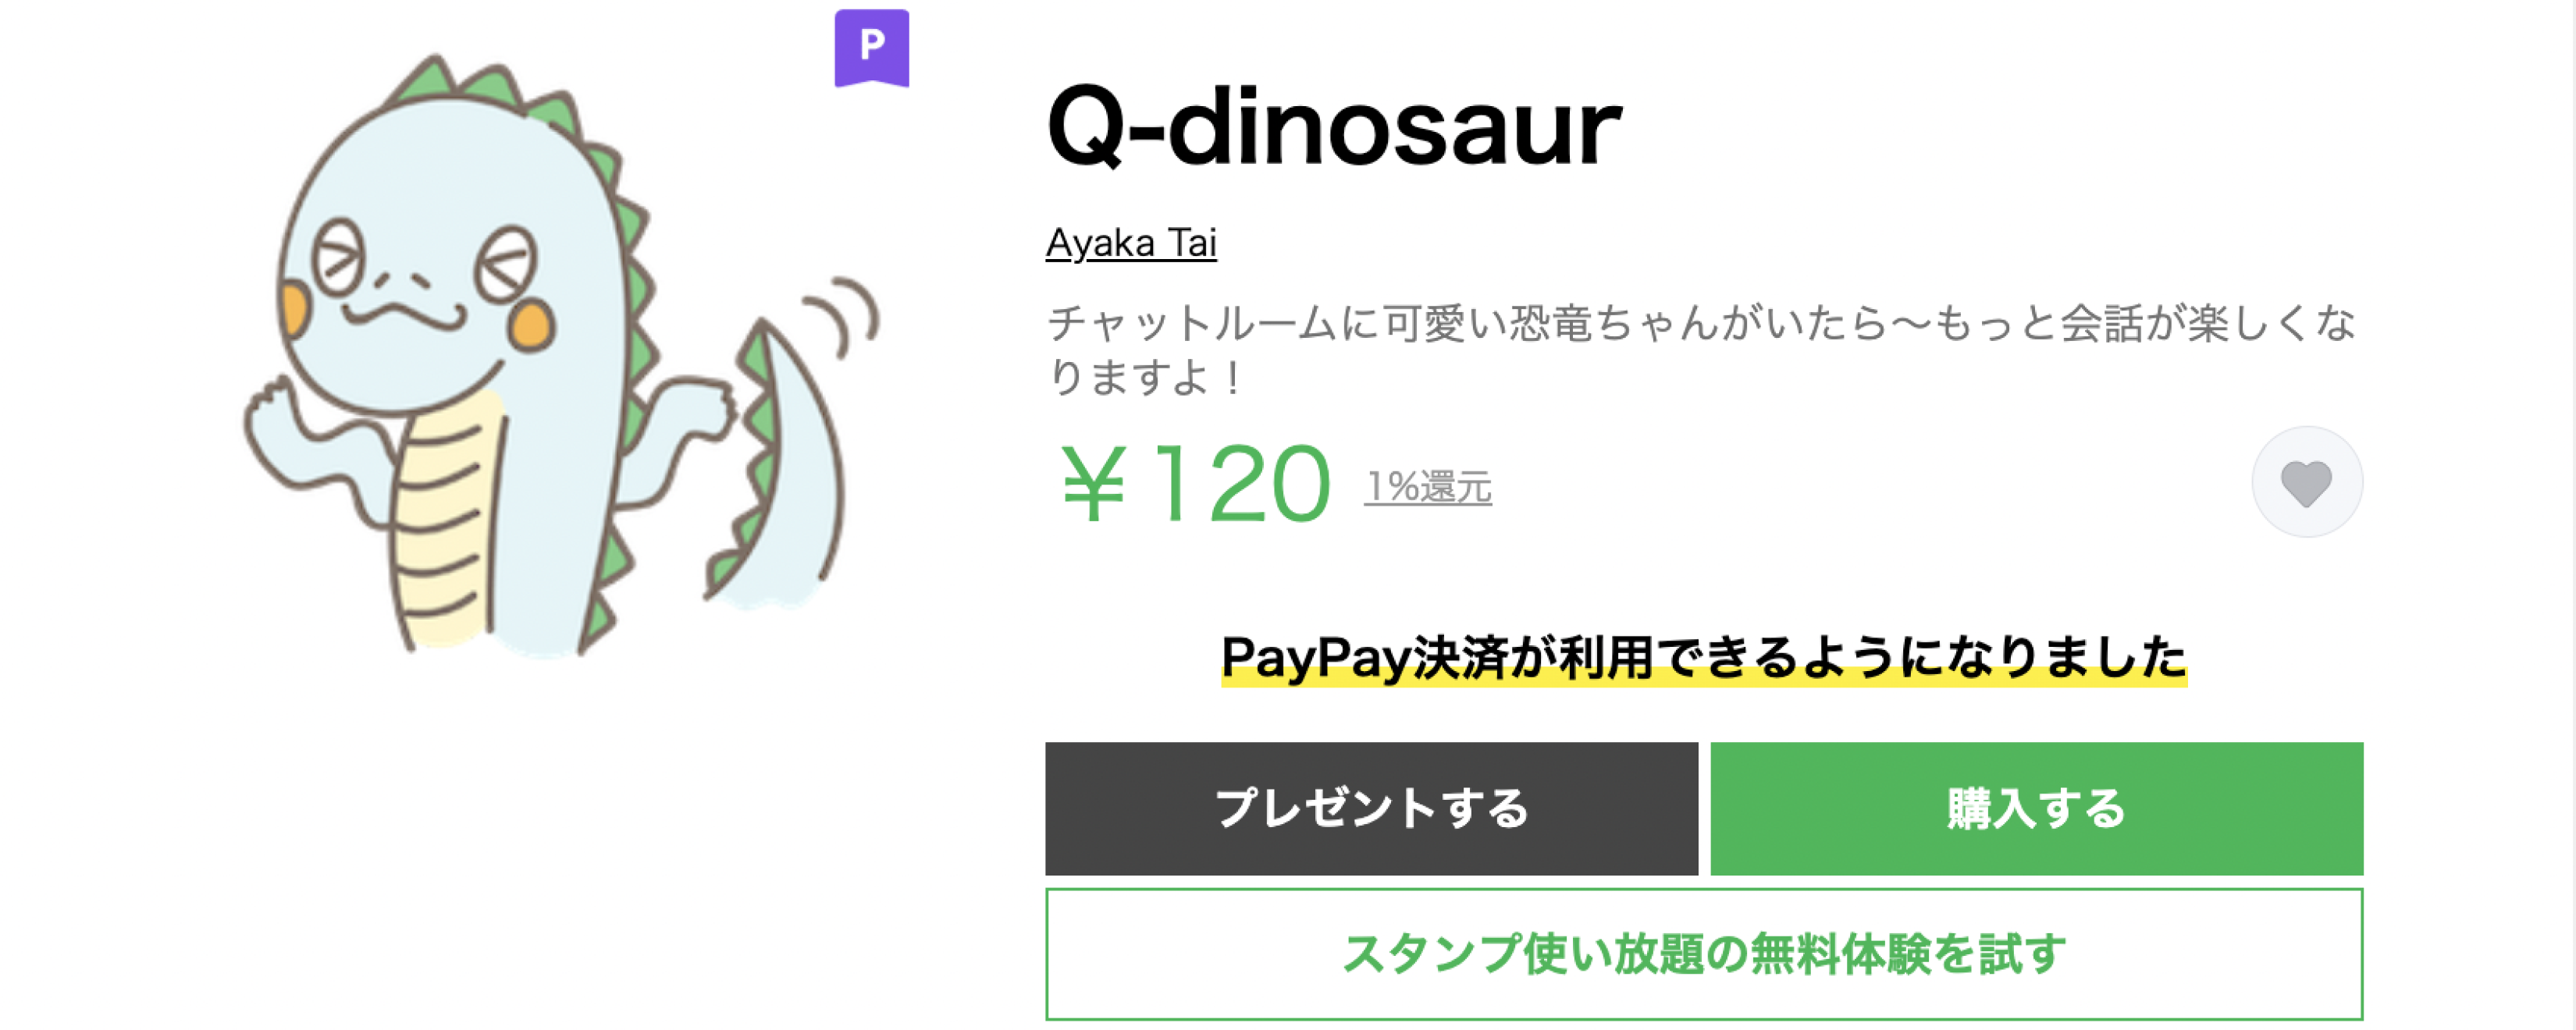 P
Q-dinosaur
Ayaka Tai
チャットルームに可愛い恐竜ちゃんがいたら〜もっと会話が楽しくな
りますよ！
￥120 1%還元
PayPay決済が利用できるようになりました
プレゼントする 購入する
スタンプ使い放題の無料体験を試す